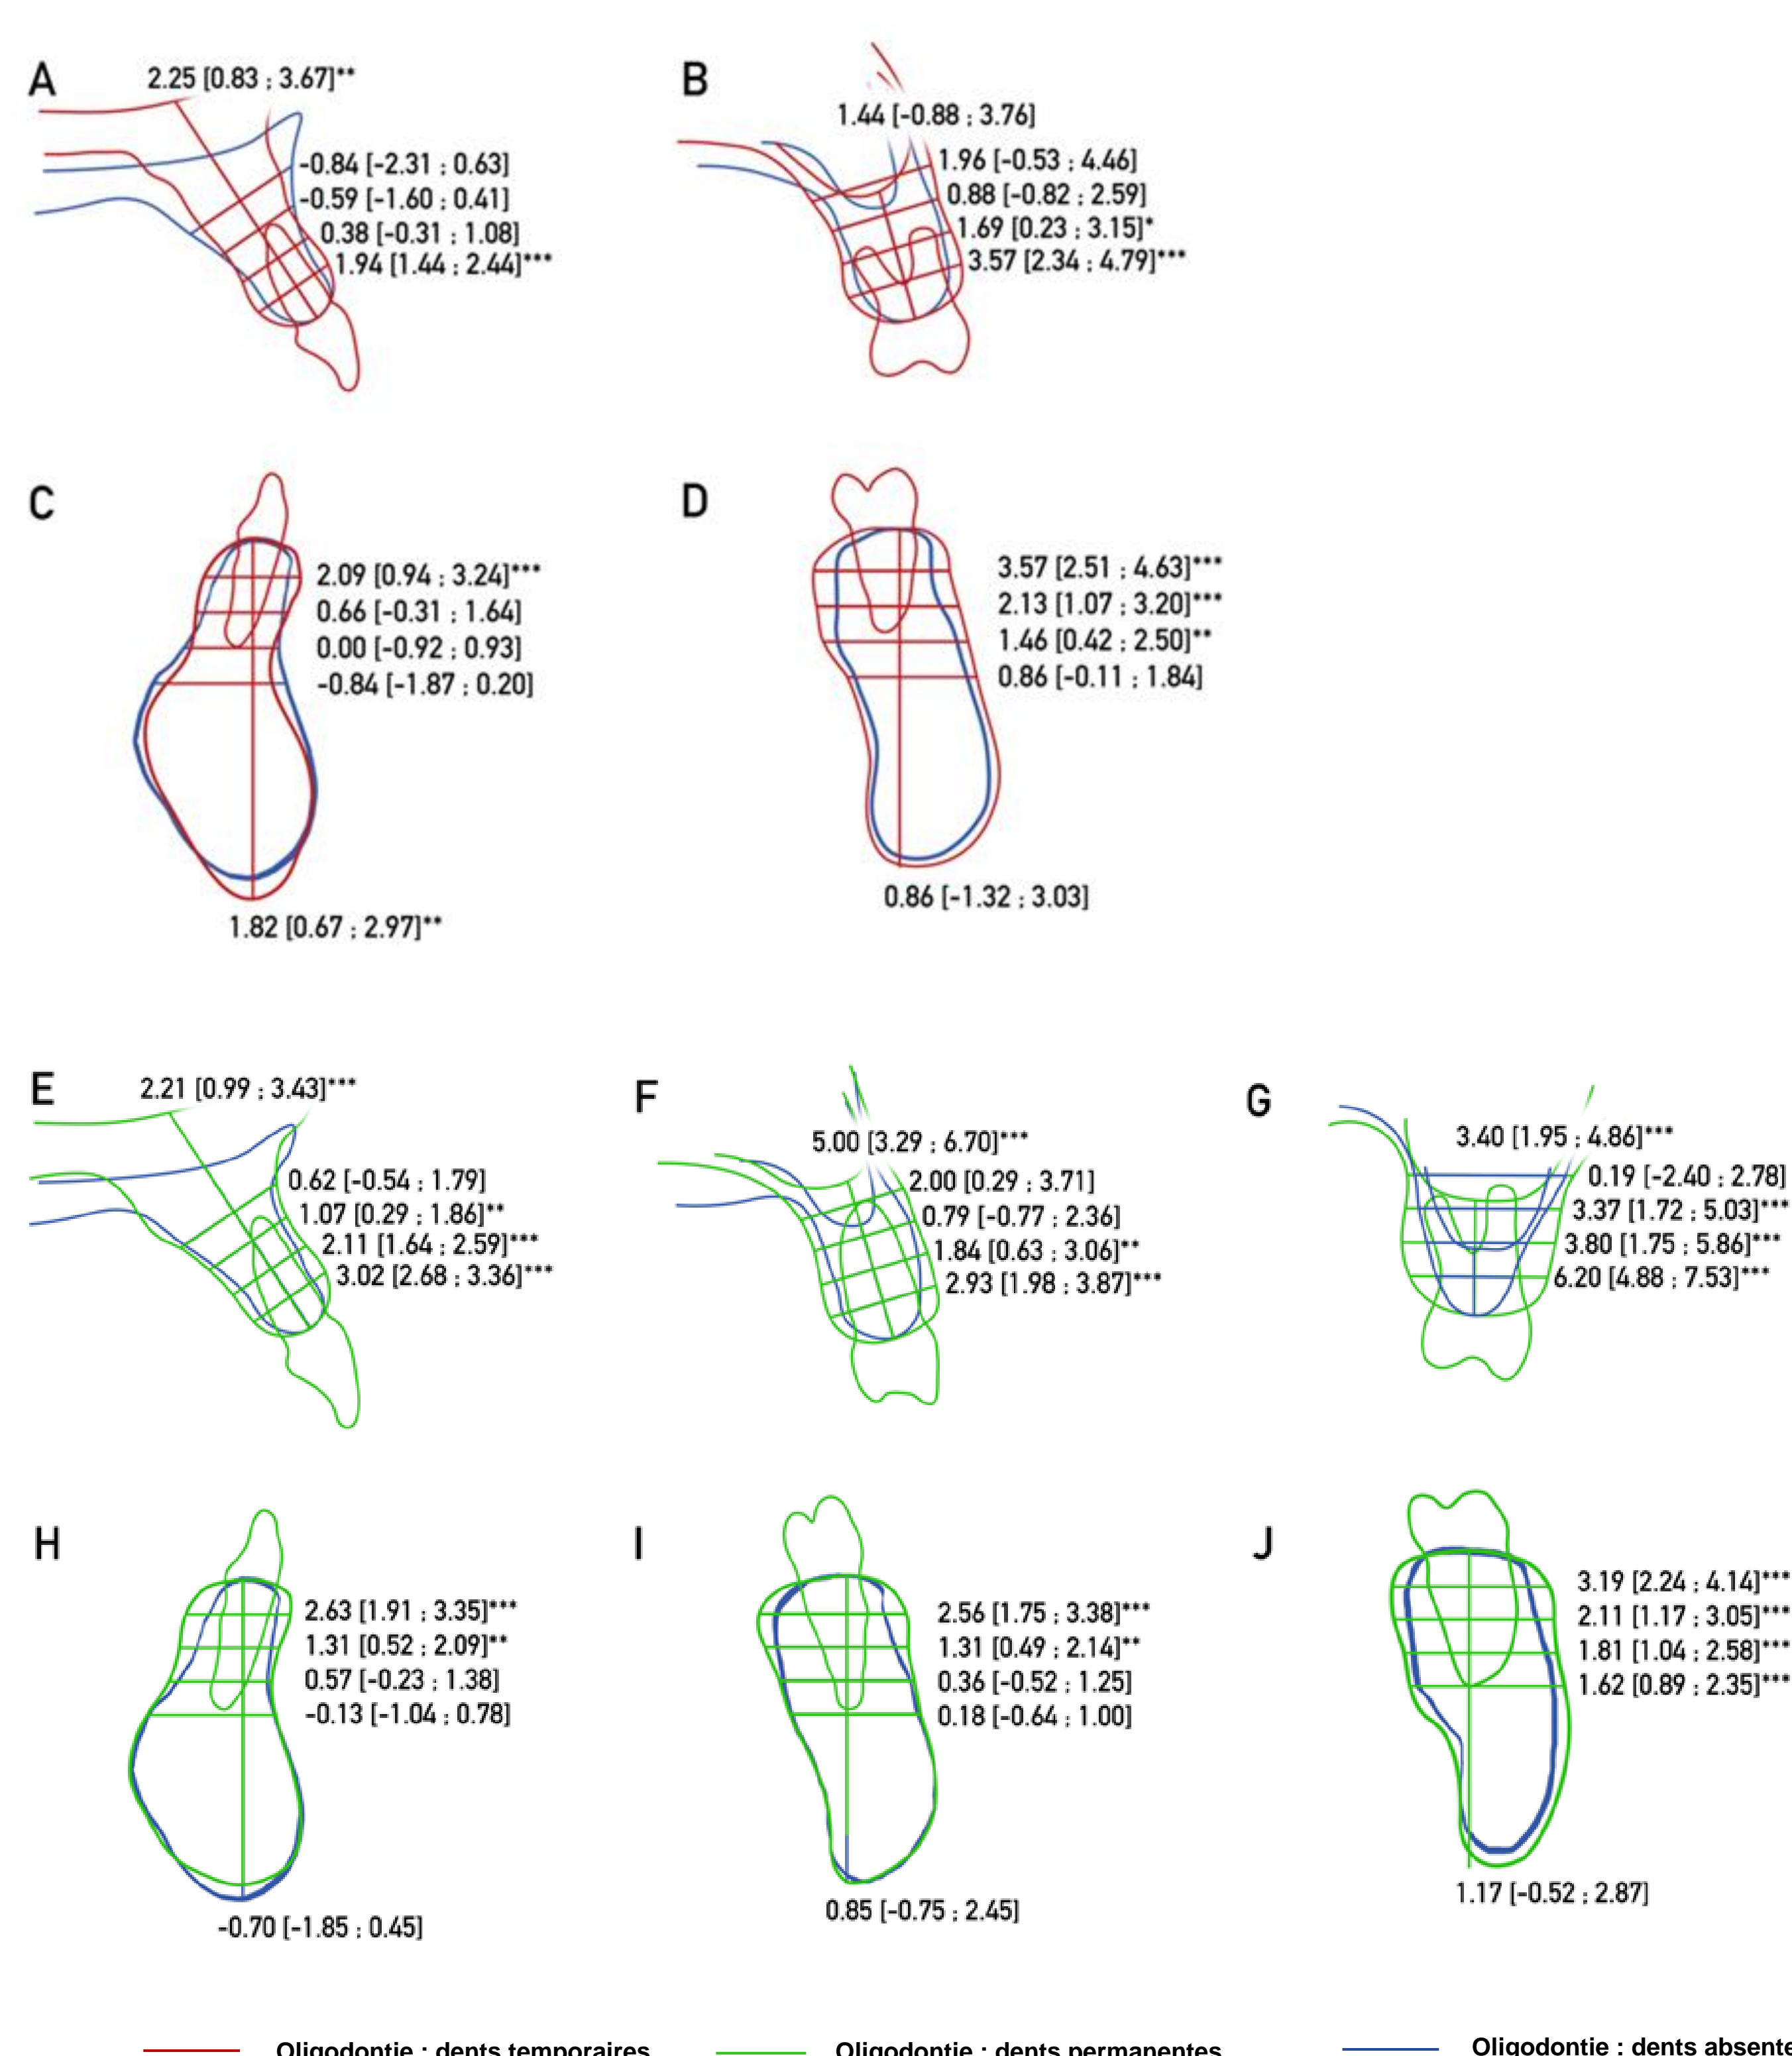 A
2.25 [0.83 ; 3.67]**
-0.84 [-2.31 ; 0.63]
-0.59 [-1.60 ; 0.41]
0.38 [-0.31 ; 1.08]
1.94 [1.44 ; 2.44]***
B
1.44 [-0.88 ; 3.76]
1.96 [-0.53 ; 4.46]
0.88 [-0.82 ; 2.59]
1.69 [0.23 ; 3.15]*
3.57 [2.34 ; 4.79]***
C
2.09 [0.94 ; 3.24]***
0.66 [-0.31 ; 1.64]
0.00 [-0.92 ; 0.93]
-0.84 [-1.87 ; 0.20]
1.82 [0.67 ; 2.97]**
D
3.57 [2.51 ; 4.63]***
2.13 [1.07 ; 3.20]***
1.46 [0.42 ; 2.50]**
0.86 [-0.11 ; 1.84]
0.86 [-1.32 ; 3.03]
E
2.21 [0.99 ; 3.43]***
0.62 [-0.54 ; 1.79]
1.07 [0.29 ; 1.86]**
2.11 [1.64 ; 2.59]***
3.02 [2.68 ; 3.36]***
F
5.00 [3.29 ; 6.70]***
2.00 [0.29 ; 3.71]
0.79 [-0.77 ; 2.36]
1.84 [0.63 ; 3.06]**
2.93 [1.98 ; 3.87]***
G
3.40 [1.95 ; 4.86]***
0.19 [-2.40 ; 2.78]
3.37 [1.72 ; 5.03]***
3.80 [1.75 ; 5.86]***
6.20 [4.88 ; 7.53]***
H
2.63 [1.91 ; 3.35]***
1.31 [0.52 ; 2.09]**
0.57 [-0.23 ; 1.38]
-0.13 [-1.04 ; 0.78]
-0.70 [-1.85 ; 0.45]
I
2.56 [1.75 ; 3.38]***
1.31 [0.49 ; 2.14]**
0.36 [-0.52 ; 1.25]
0.18 [-0.64 ; 1.00]
0.85 [-0.75 ; 2.45]
J
3.19 [2.24 ; 4.14]***
2.11 [1.17 ; 3.05]***
1.81 [1.04 ; 2.58]***
1.62 [0.89 ; 2.35]***
1.17 [-0.52 ; 2.87]
Oligodontie : dents temporaires
Oligodontie : dents permanentes
Oligodontie : dents absente